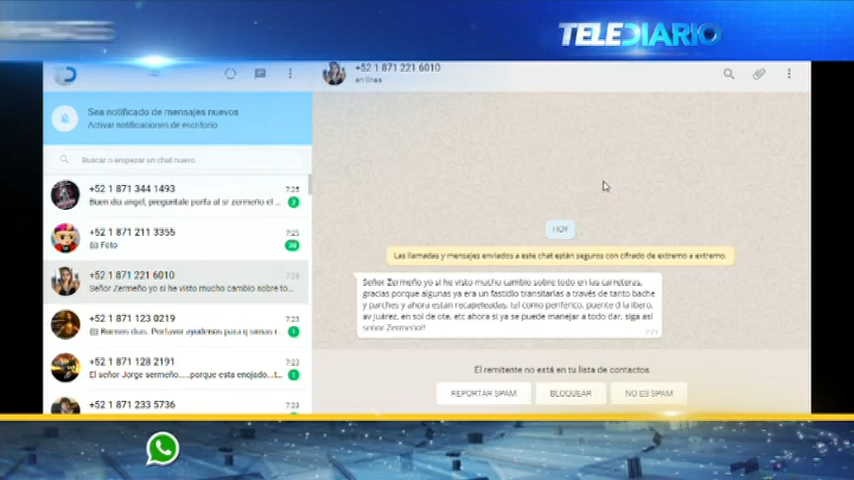 TELEDIARIO
+52 1 871 221 6010
en línea
Sea notificado de mensajes nuevos
Activar notificaciones de escritorio
Buscar o empezar un chat nuevo
+52 1 871 344 1493
7:25
Buen dia angel, preguntale porfa al sr zermeño el ...
+52 1 871 211 3355
7:25
Foto
+52 1 871 221 6010
7:23
Señor Zermeño yo si he visto mucho cambio sobre to...
+52 1 871 123 0219
7:23
Buenos dias. Porfavor ayudenos para q
1
+52 1 871 128 2191
7:23
El señor Jorge sermeño.....porque esta enojado...t...
1
+52 1 871 233 5736
7:23
HOY
Las llamadas y mensajes enviados a este chat están seguros con cifrado de extremo a extremo.
Señor Zermeño yo si he visto mucho cambio sobre todo en las carreteras,
gracias porque algunas ya era un fastidio transitarlas a través de tanto bache
y parches y ahora estan recapeteadas, tal como periferico, puente d la ibero,
av juárez, en sol de ote, etc ahora si ya se puede manejar a todo dar, siga asi
señor Zermeño!!
7:23
El remitente no está en tu lista de contactos
REPORTAR SPAM
BLOQUEAR
NO ES SPAM